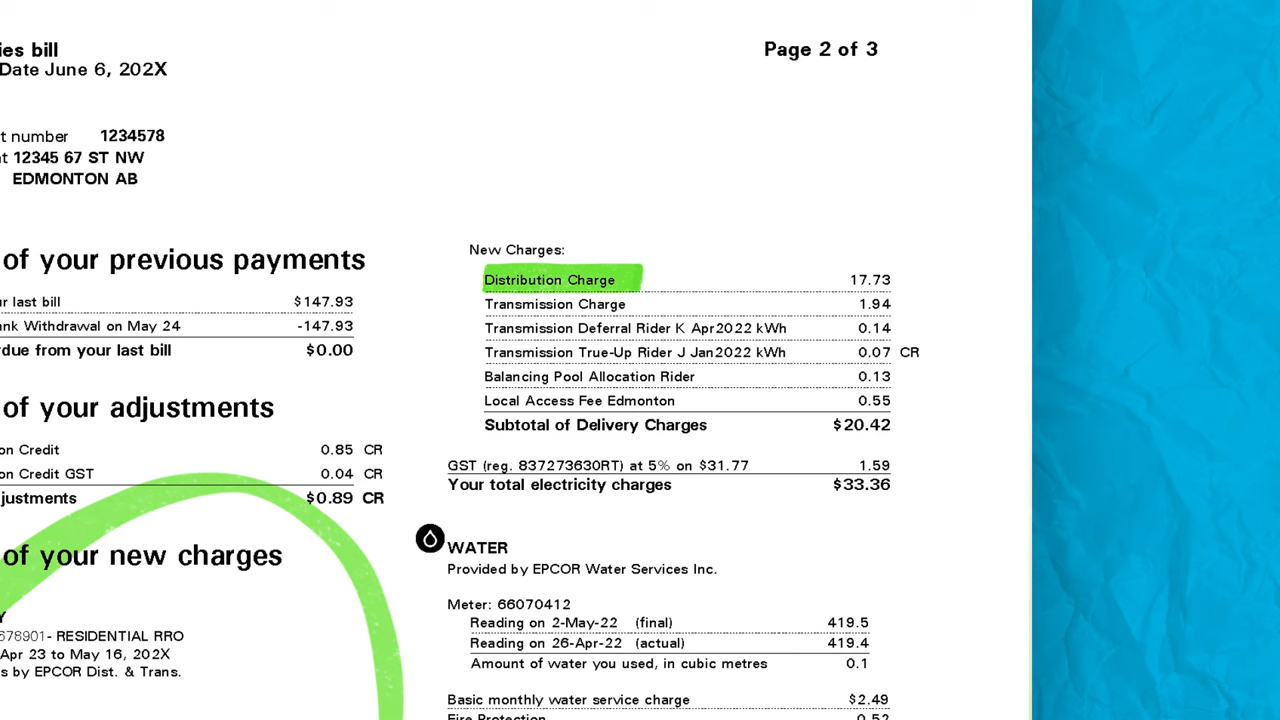 ies bill
Date June 6, 202X
Page 2 of 3
t number 1234578
at 12345 67 ST NW
EDMONTON AB
of your previous payments
ur last bill $147.93
ank Withdrawal on May 24 -147.93
due from your last bill $0.00
of your adjustments
on Credit 0.85 CR
on Credit GST 0.04 CR
justments $0.89 CR
of your new charges
Y
678901- RESIDENTIAL RRO
Apr 23 to May 16, 202X
s by EPCOR Dist. & Trans.
New Charges:
Distribution Charge 17.73
Transmission Charge 1.94
Transmission Deferral Rider K Apr2022 kWh 0.14
Transmission True-Up Rider J Jan2022 kWh 0.07 CR
Balancing Pool Allocation Rider 0.13
Local Access Fee Edmonton 0.55
Subtotal of Delivery Charges $20.42
GST (reg. 837273630RT) at 5% on $31.77 1.59
Your total electricity charges $33.36
WATER
Provided by EPCOR Water Services Inc.
Meter: 66070412
Reading on 2-May-22 (final) 419.5
Reading on 26-Apr-22 (actual) 419.4
Amount of water you used, in cubic metres 0.1
Basic monthly water service charge $2.49
Fire Protection 0.52